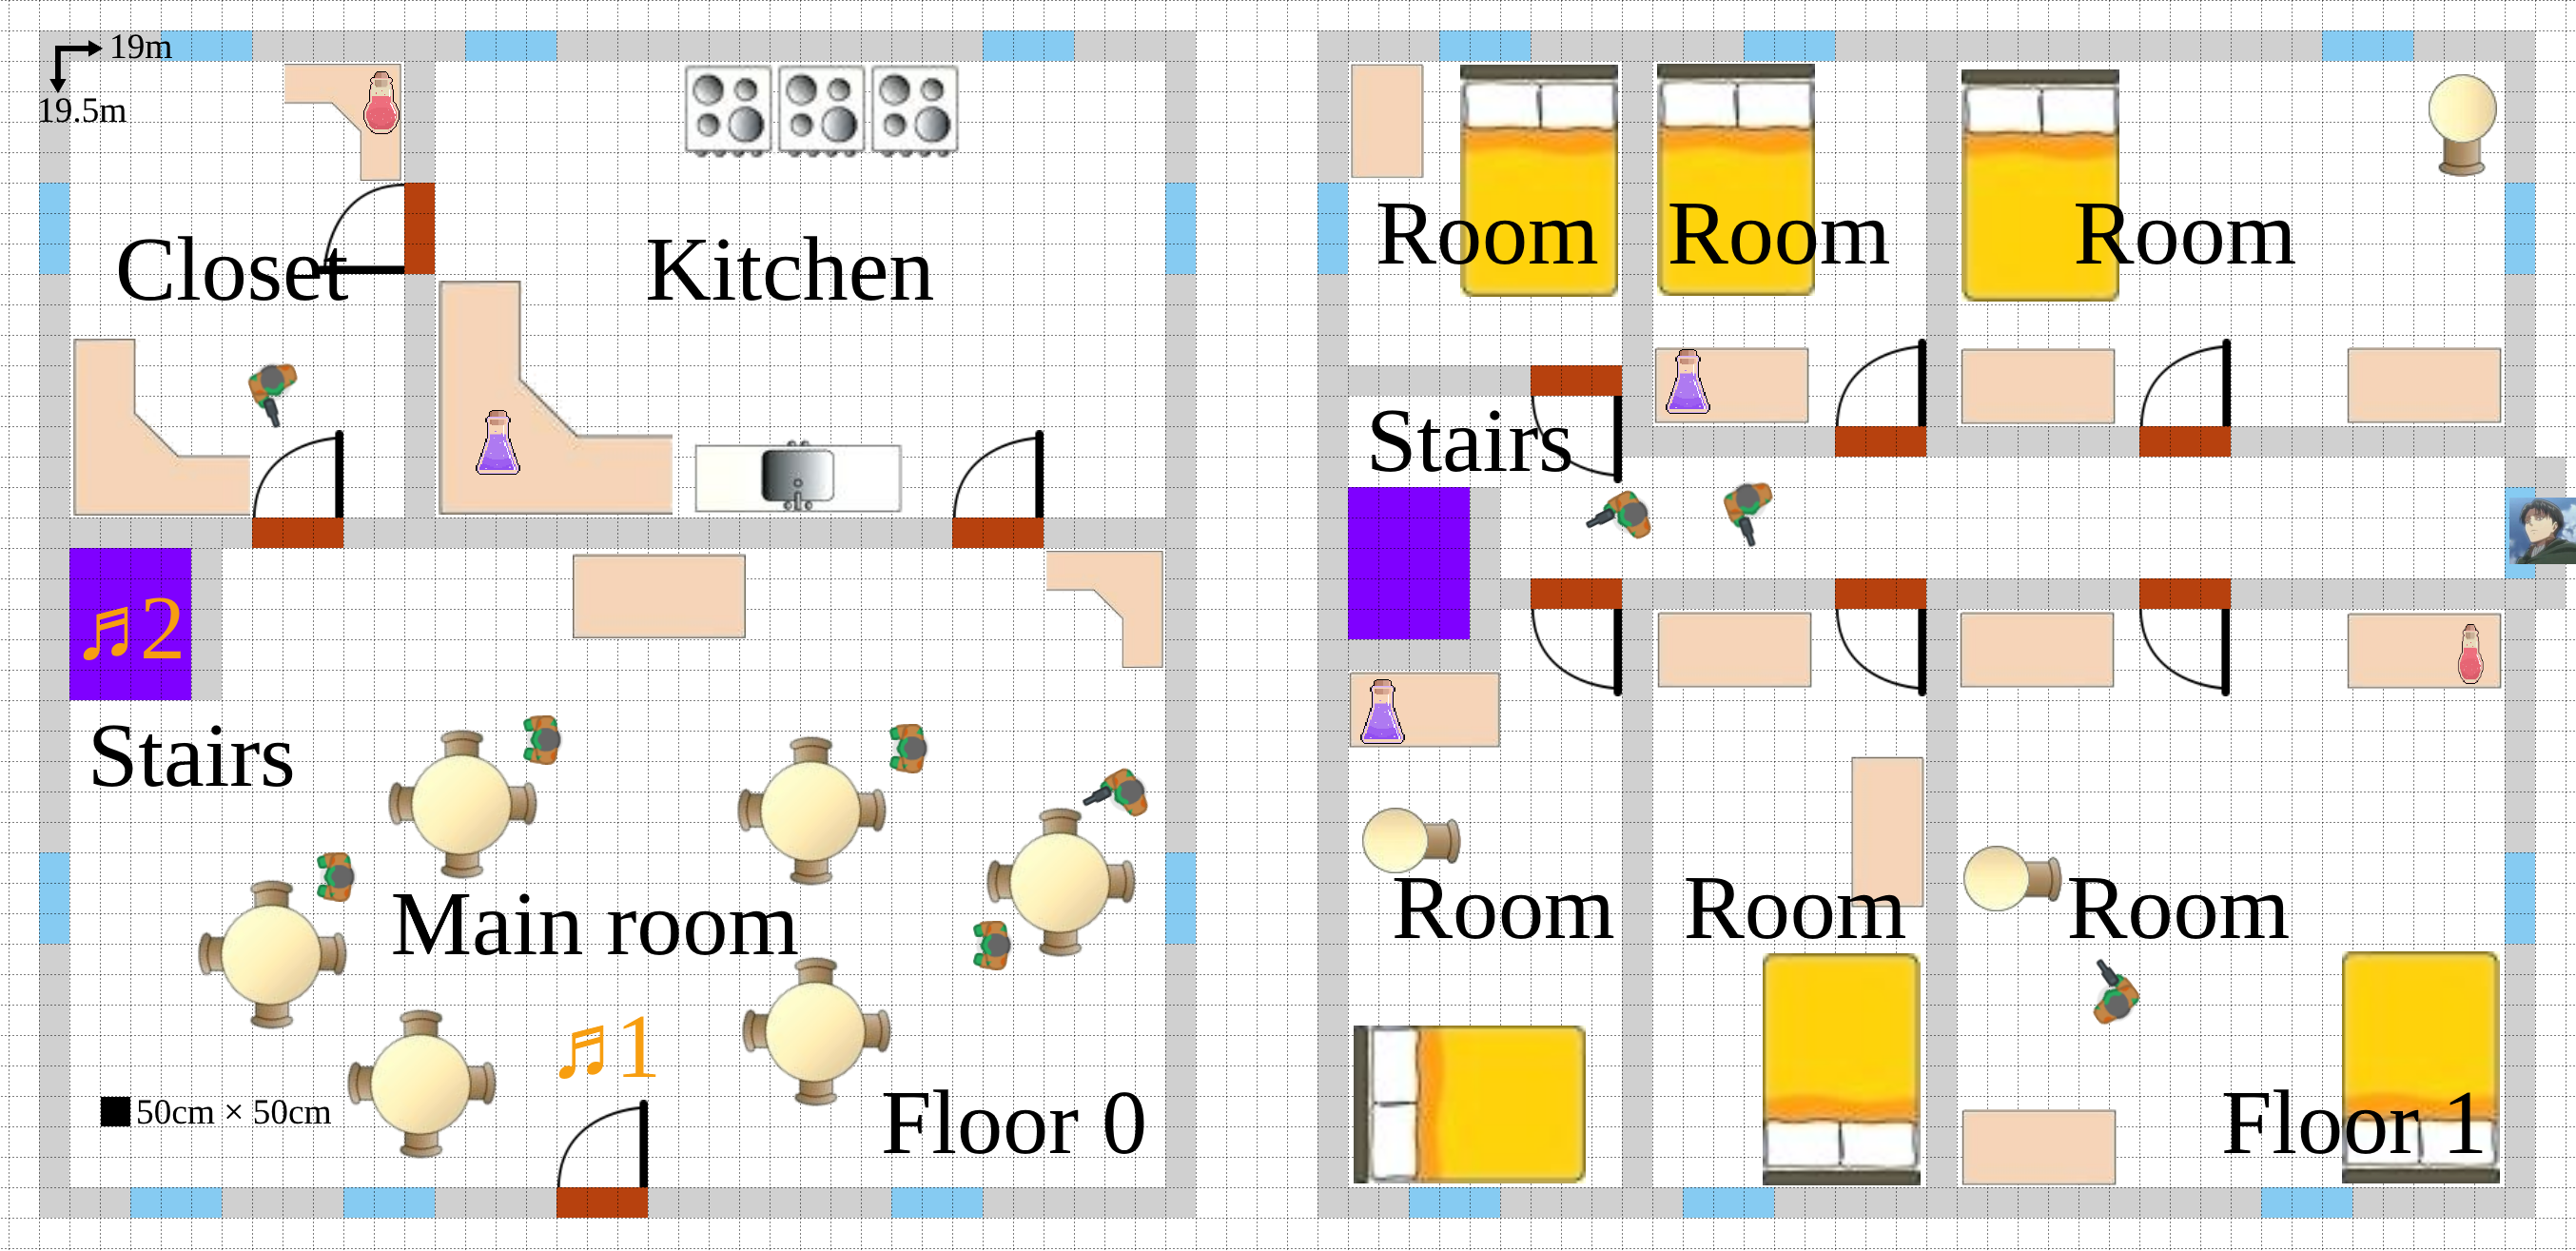 19m
19.5m
Closet
Kitchen
Room
Room
Room
Stairs
♬2
Stairs
Main room
Room
Room
Room
♬1
50cm × 50cm
Floor 0
Floor 1